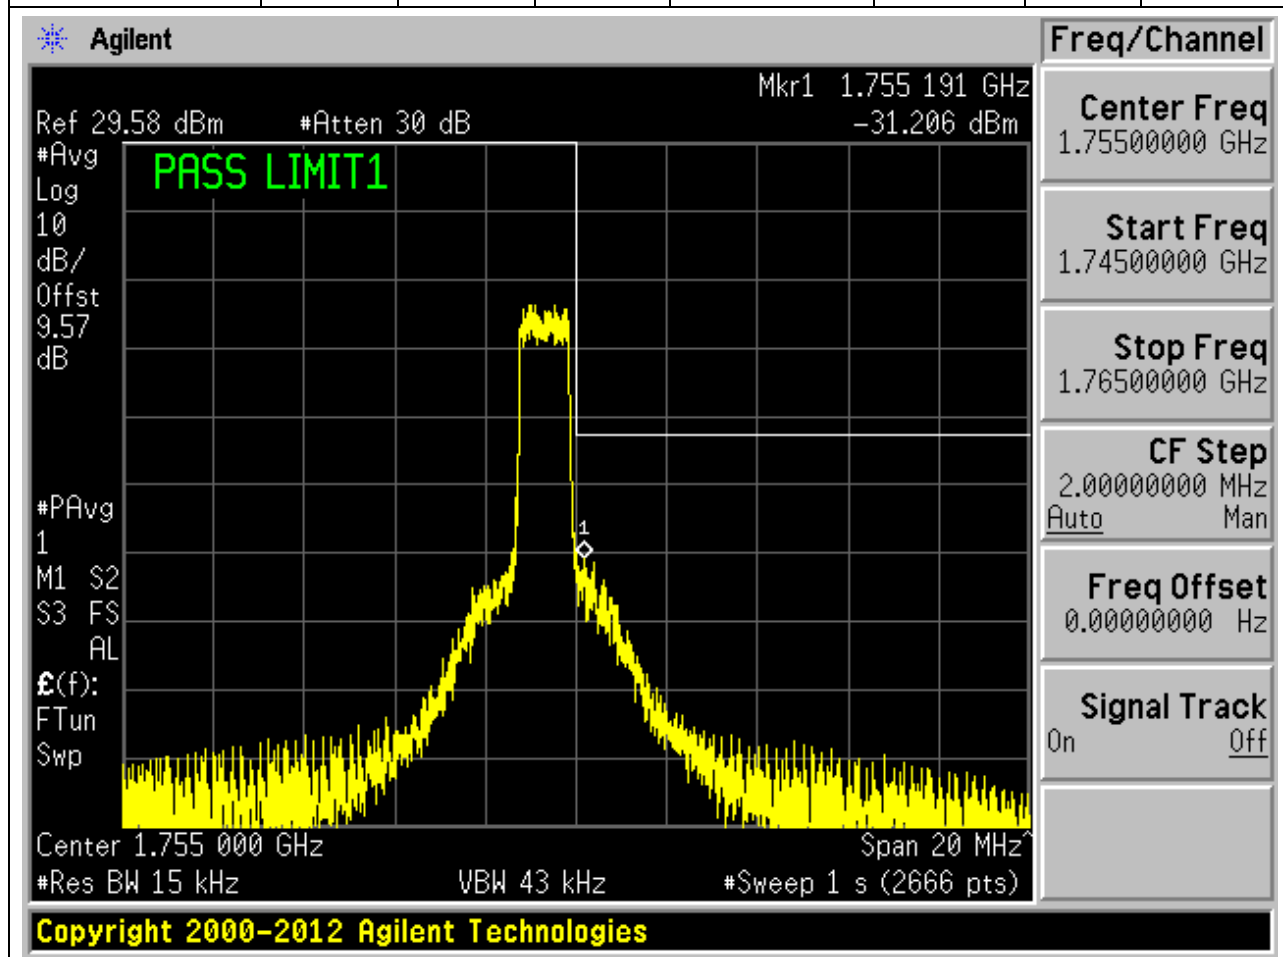 Agilent
Freq/Channel
Mkr1 1.755 191 GHz
Ref 29.58 dBm #Atten 30 dB -31.206 dBm
#Avg
Log
10
dB/
Offst
9.57
dB
#PAvg
1
M1 S2
S3 FS
AL
£(f):
FTun
Swp
PASS LIMIT1
1
Center 1.755 000 GHz Span 20 MHz^
#Res BW 15 kHz VBW 43 kHz #Sweep 1 s (2666 pts)
Center Freq
1.75500000 GHz
Start Freq
1.74500000 GHz
Stop Freq
1.76500000 GHz
CF Step
2.00000000 MHz
Auto Man
Freq Offset
0.00000000 Hz
Signal Track
On Off
Copyright 2000-2012 Agilent Technologies